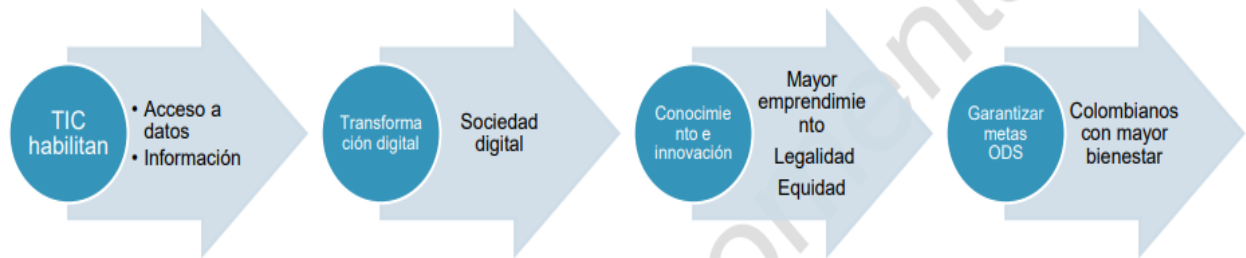 TIC
habilitan
• Acceso a
datos
• Información
Transforma
ción digital
Sociedad
digital
Conocimie
nto e
innovación
Mayor
emprendimie
nto
Legalidad
Equidad
Garantizar
metas
ODS
Colombianos
con mayor
bienestar